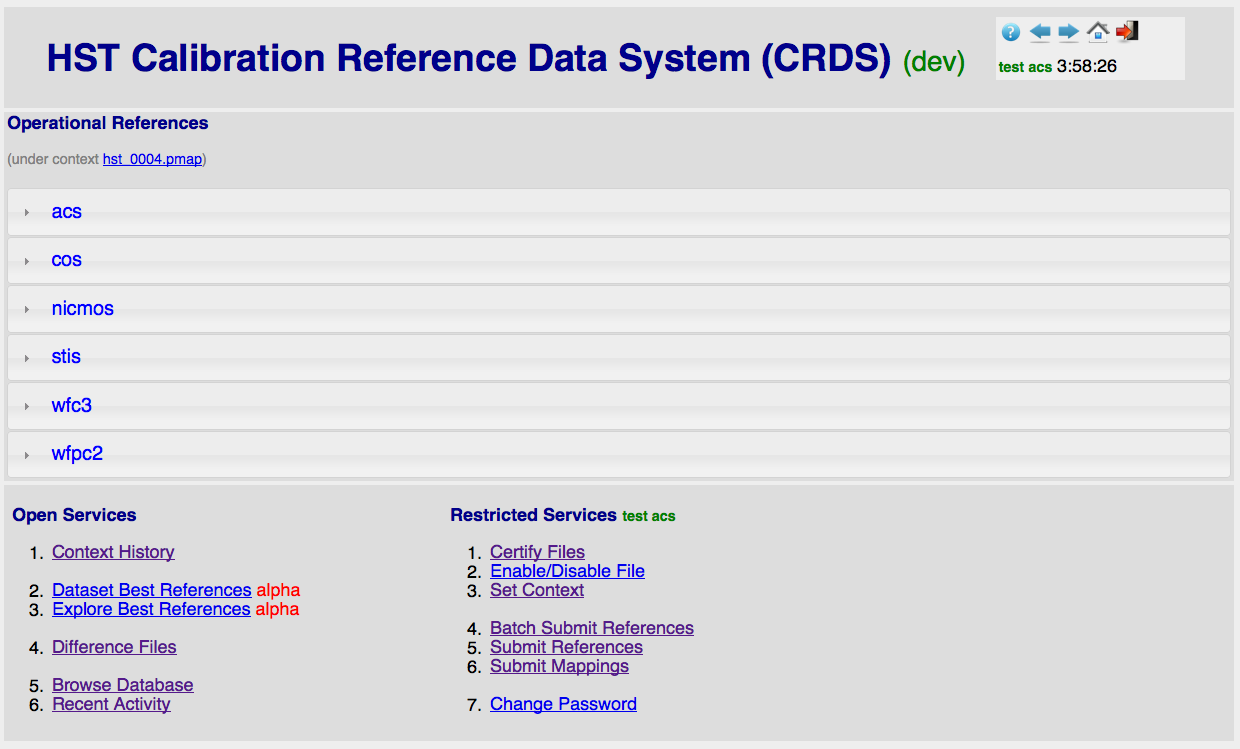 HST Calibration Reference Data System (CRDS) (dev)
?
test acs 3:58:26
Operational References
(under context hst_0004.pmap)
acs
cos
nicmos
stis
wfc3
wfpc2
Open Services
1. Context History
2. Dataset Best References alpha
3. Explore Best References alpha
4. Difference Files
5. Browse Database
6. Recent Activity
Restricted Services test acs
1. Certify Files
2. Enable/Disable File
3. Set Context
4. Batch Submit References
5. Submit References
6. Submit Mappings
7. Change Password